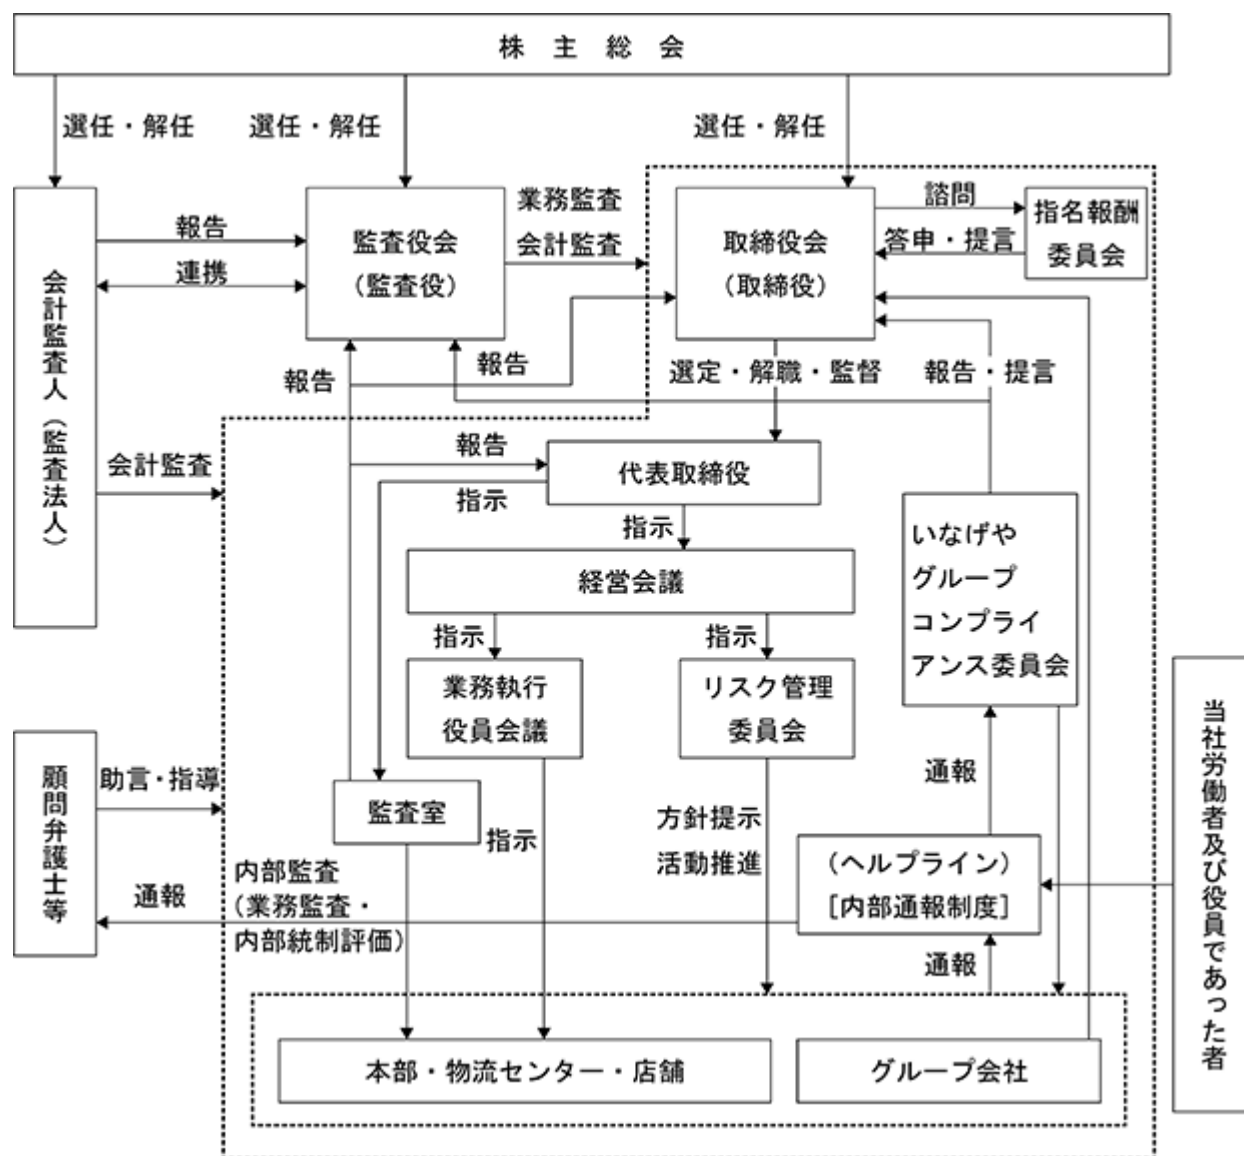 株主総会
選任・解任
選任・解任
選任・解任
会計監査人（監査法人）
報告
連携
監査役会
（監査役）
業務監査
会計監査
取締役会
（取締役）
諮問
答申・提言
指名報酬
委員会
報告
報告
選定・解職・監督
報告・提言
会計監査
報告
指示
代表取締役
指示
経営会議
指示
指示
業務執行
役員会議
リスク管理
委員会
いなげや
グループ
コンプライ
アンス委員会
当社労働者及び役員であった者
顧問弁護士等
助言・指導
通報
監査室
指示
方針提示
活動推進
通報
内部監査
（業務監査・
内部統制評価）
（ヘルプライン）
［内部通報制度］
通報
本部・物流センター・店舗
グループ会社